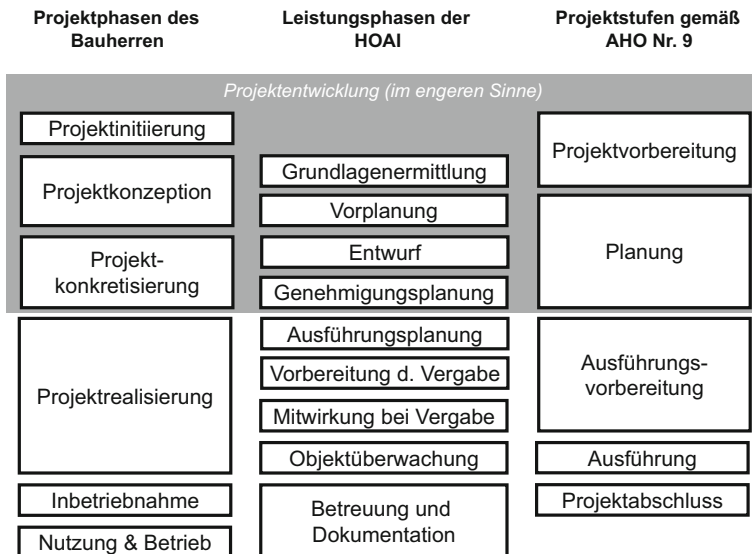 Projektphasen des
Bauherren
Leistungsphasen der
HOAI
Projektstufen gemäß
AHO Nr. 9
Projektentwicklung (im engeren Sinne)
Projektinitiierung
Projektkonzeption
Projekt-
konkretisierung
Projektrealisierung
Inbetriebnahme
Nutzung & Betrieb
Grundlagenermittlung
Vorplanung
Entwurf
Genehmigungsplanung
Ausführungsplanung
Vorbereitung d. Vergabe
Mitwirkung bei Vergabe
Objektüberwachung
Betreuung und
Dokumentation
Projektvorbereitung
Planung
Ausführungs-
vorbereitung
Ausführung
Projektabschluss